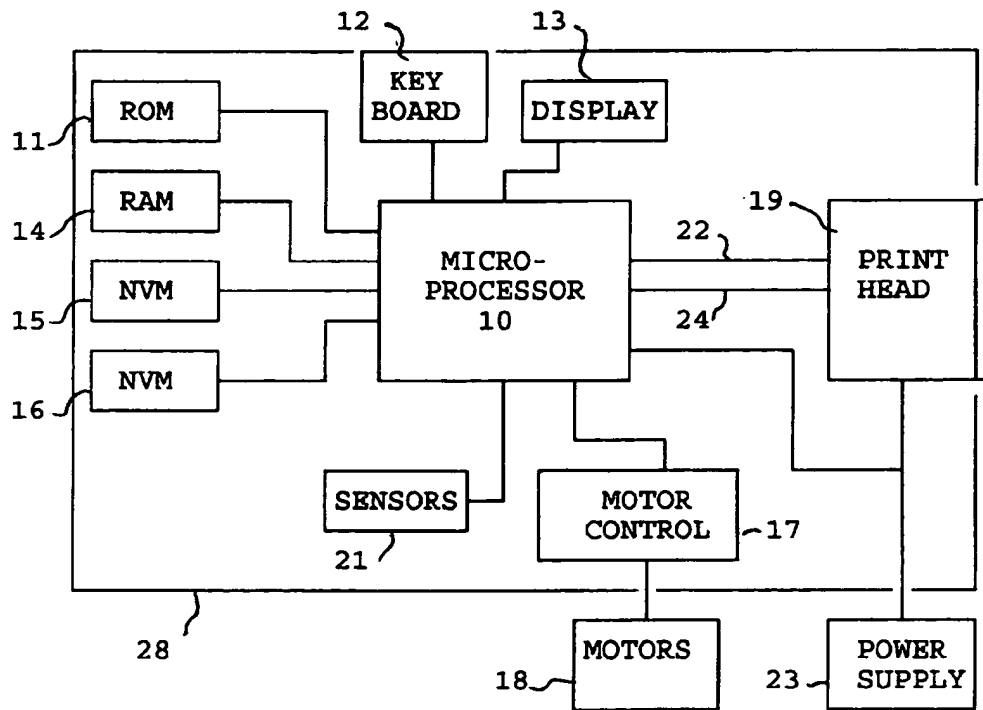 12
13
KEY
BOARD
ROM
DISPLAY
11
RAM
14
19
22
PRINT
HEAD
MICRO-
PROCESSOR
10
NVM
15
24
NVM
16
SENSORS
21
MOTOR
CONTROL
17
28
MOTORS
18
POWER
SUPPLY
23